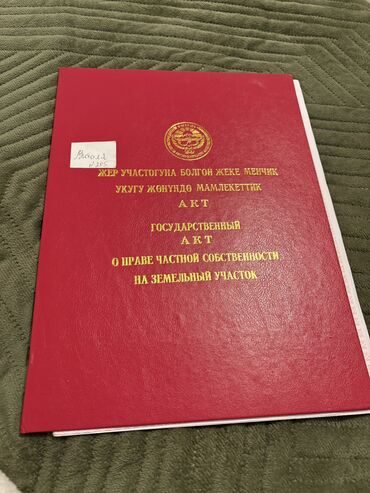 ЖЕР УЧАСТОГУНА БОЛГОН ЖЕКЕ МЕНЧИК
УКУГУ ЖӨНҮНДӨ МАМЛЕКЕТТИК
АКТ
ГОСУДАРСТВЕННЫЙ
АКТ
О ПРАВЕ ЧАСТНОЙ СОБСТВЕННОСТИ
НА ЗЕМЕЛЬНЫЙ УЧАСТОК